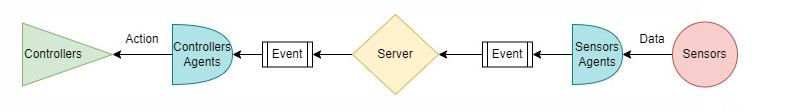 Controllers
Action
Controllers
Agents
Event
Server
Event
Sensors
Agents
Data
Sensors